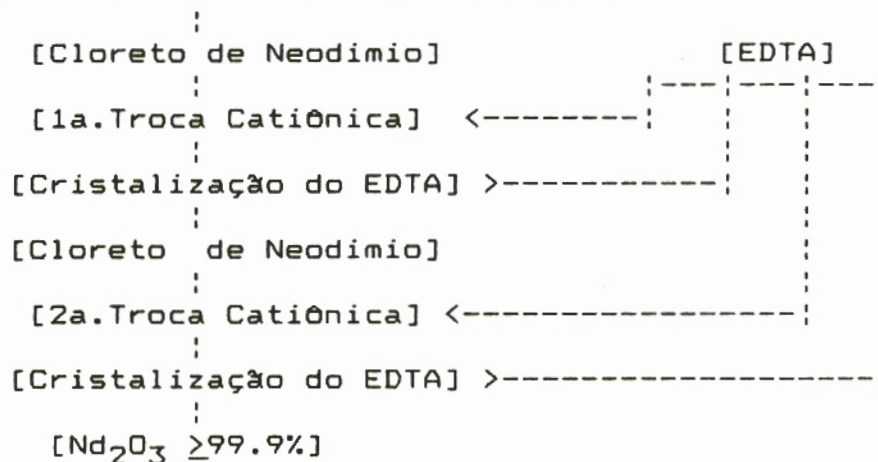 [Cloreto de Neodimio] [EDTA]
[1a.Troca Catiônica]
[Cristalização do EDTA]
[Cloreto de Neodimio]
[2a.Troca Catiônica]
[Cristalização do EDTA]
[Nd₂O₃ ≥99.9%]